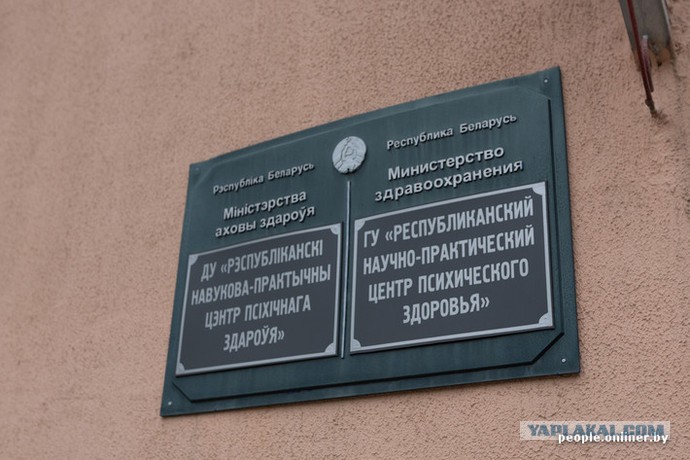 Рэспубліка Беларусь
Міністэрства
аховы здароўя
ДУ «РЭСПУБЛІКАНСКІ
НАВУКОВА-ПРАКТЫЧНЫ
ЦЭНТР ПСІХІЧНАГА
ЗДАРОЎЯ»
Республика Беларусь
Министерство
здравоохранения
ГУ «РЕСПУБЛИКАНСКИЙ
НАУЧНО-ПРАКТИЧЕСКИЙ
ЦЕНТР ПСИХИЧЕСКОГО
ЗДОРОВЬЯ»
YAPLAKAL.COM
people.onliner.by